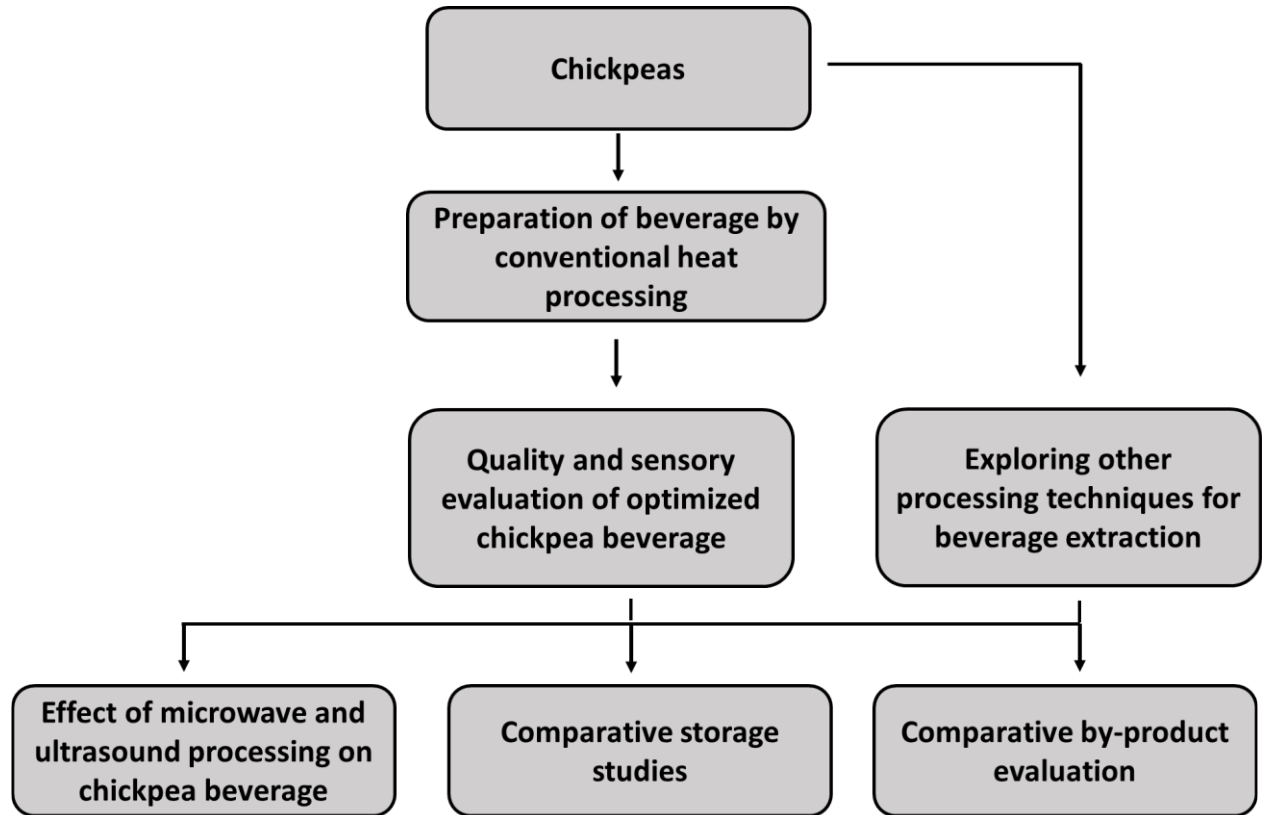 Chickpeas
Preparation of beverage by
conventional heat
processing
Quality and sensory
evaluation of optimized
chickpea beverage
Exploring other
processing techniques for
beverage extraction
Effect of microwave and
ultrasound processing on
chickpea beverage
Comparative storage
studies
Comparative by-product
evaluation